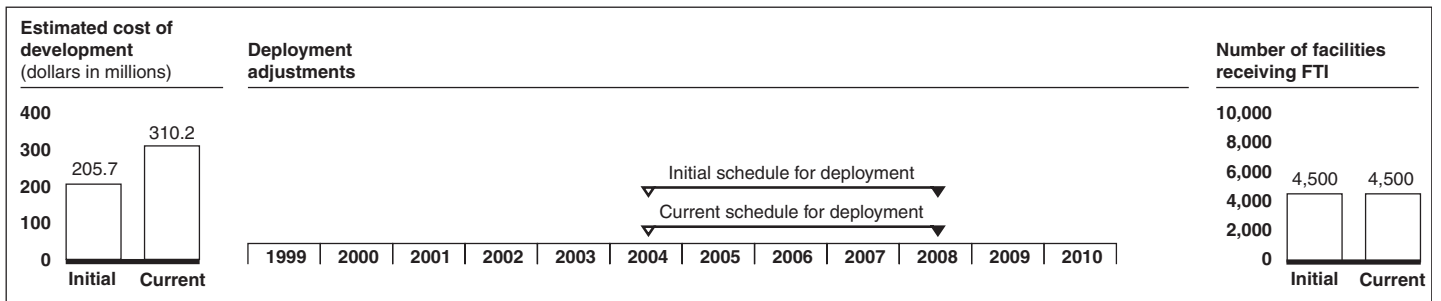 Estimated cost of
development
(dollars in millions)
400
300
200
100
0
205.7
310.2
Initial Current
Deployment
adjustments
Initial schedule for deployment
Current schedule for deployment
1999 2000 2001 2002 2003 2004 2005 2006 2007 2008 2009 2010
Number of facilities
receiving FTI
10,000
8,000
6,000
4,000
2,000
0
4,500 4,500
Initial Current